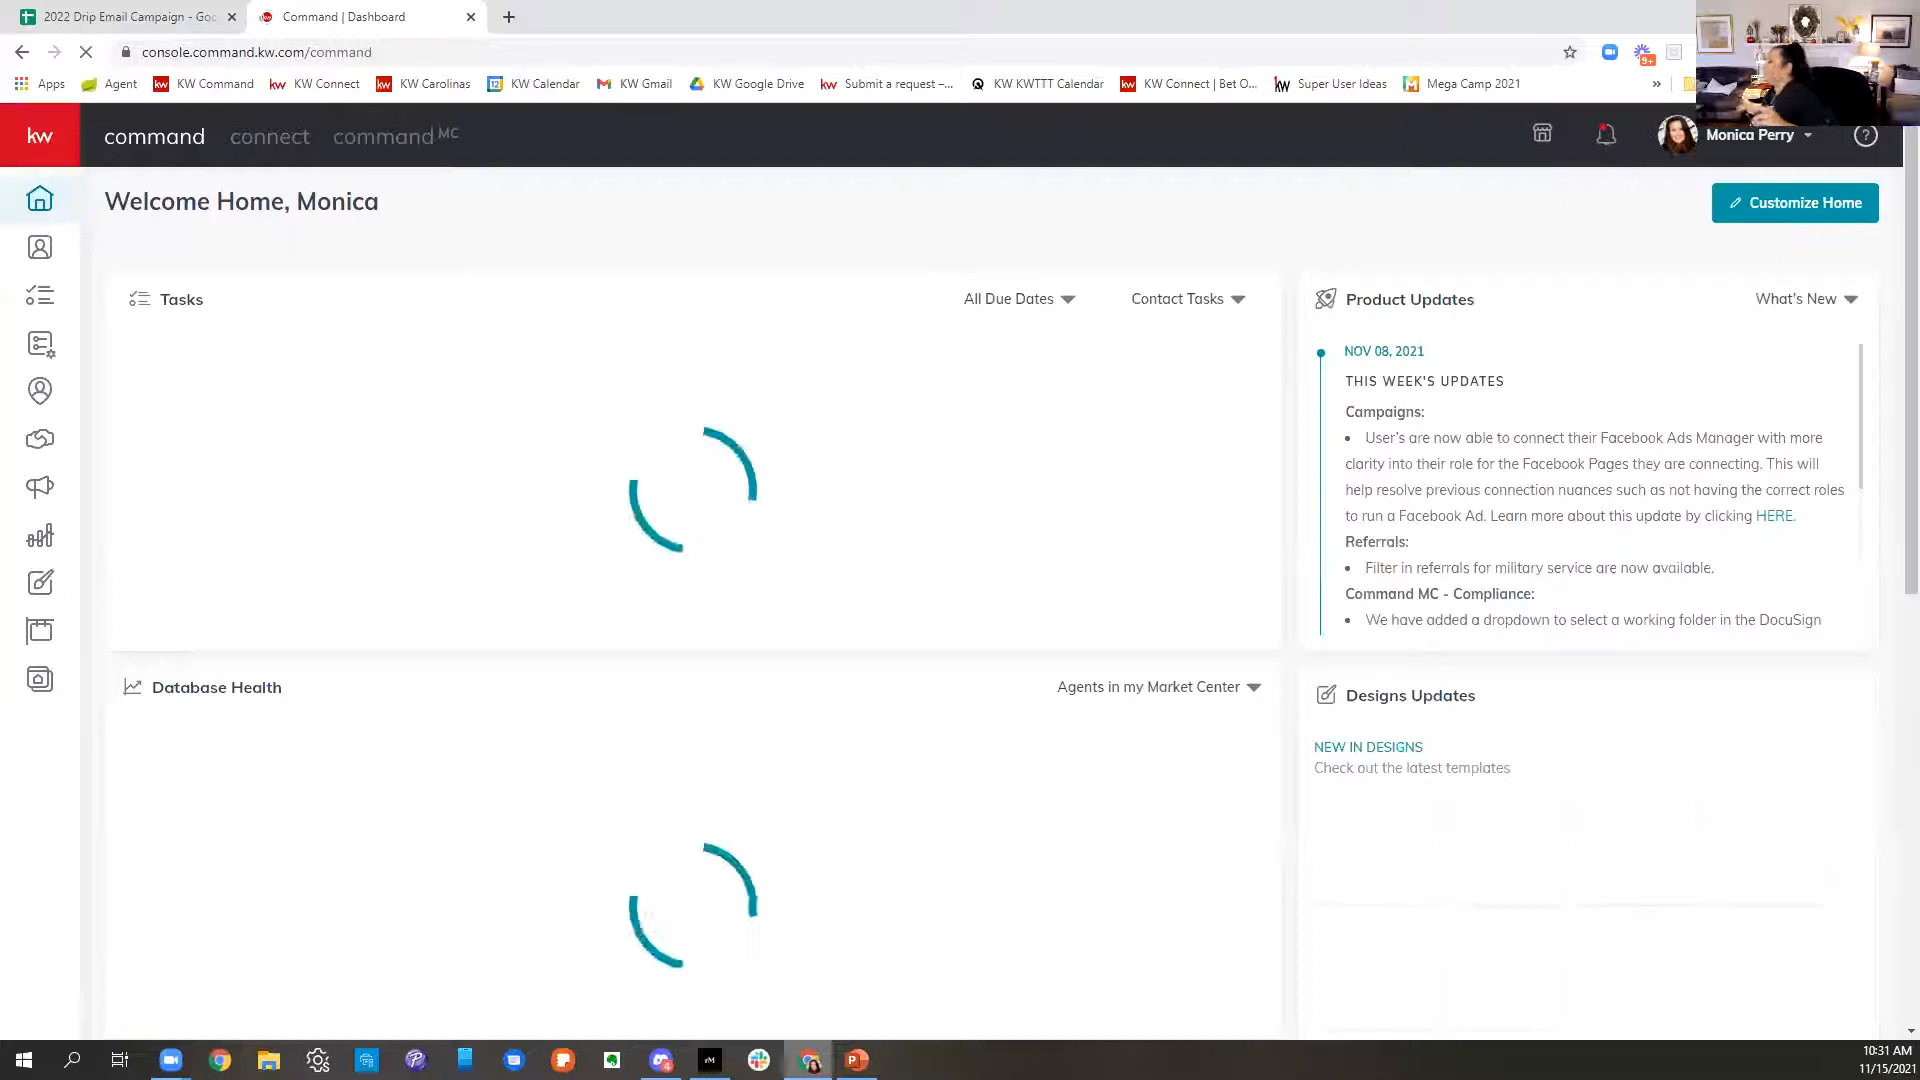 2022 Drip Email Campaign - Goo
Command | Dashboard
console.command.kw.com/command
9+
Apps
Agent
KW Command
KW Connect
KW Carolinas
KW Calendar
KW Gmail
KW Google Drive
Submit a request –...
KW KWTTT Calendar
KW Connect | Bet O...
Super User Ideas
Mega Camp 2021
»
kw
command
connect
command MC
Monica Perry
?
Welcome Home, Monica
Customize Home
Tasks
All Due Dates
Contact Tasks
Product Updates
What's New
NOV 08, 2021
THIS WEEK'S UPDATES
Campaigns:
• User's are now able to connect their Facebook Ads Manager with more
clarity into their role for the Facebook Pages they are connecting. This will
help resolve previous connection nuances such as not having the correct roles
to run a Facebook Ad. Learn more about this update by clicking HERE.
Referrals:
• Filter in referrals for military service are now available.
Command MC - Compliance:
• We have added a dropdown to select a working folder in the DocuSign
Database Health
Agents in my Market Center
Designs Updates
NEW IN DESIGNS
Check out the latest templates
10:31 AM
11/15/2021